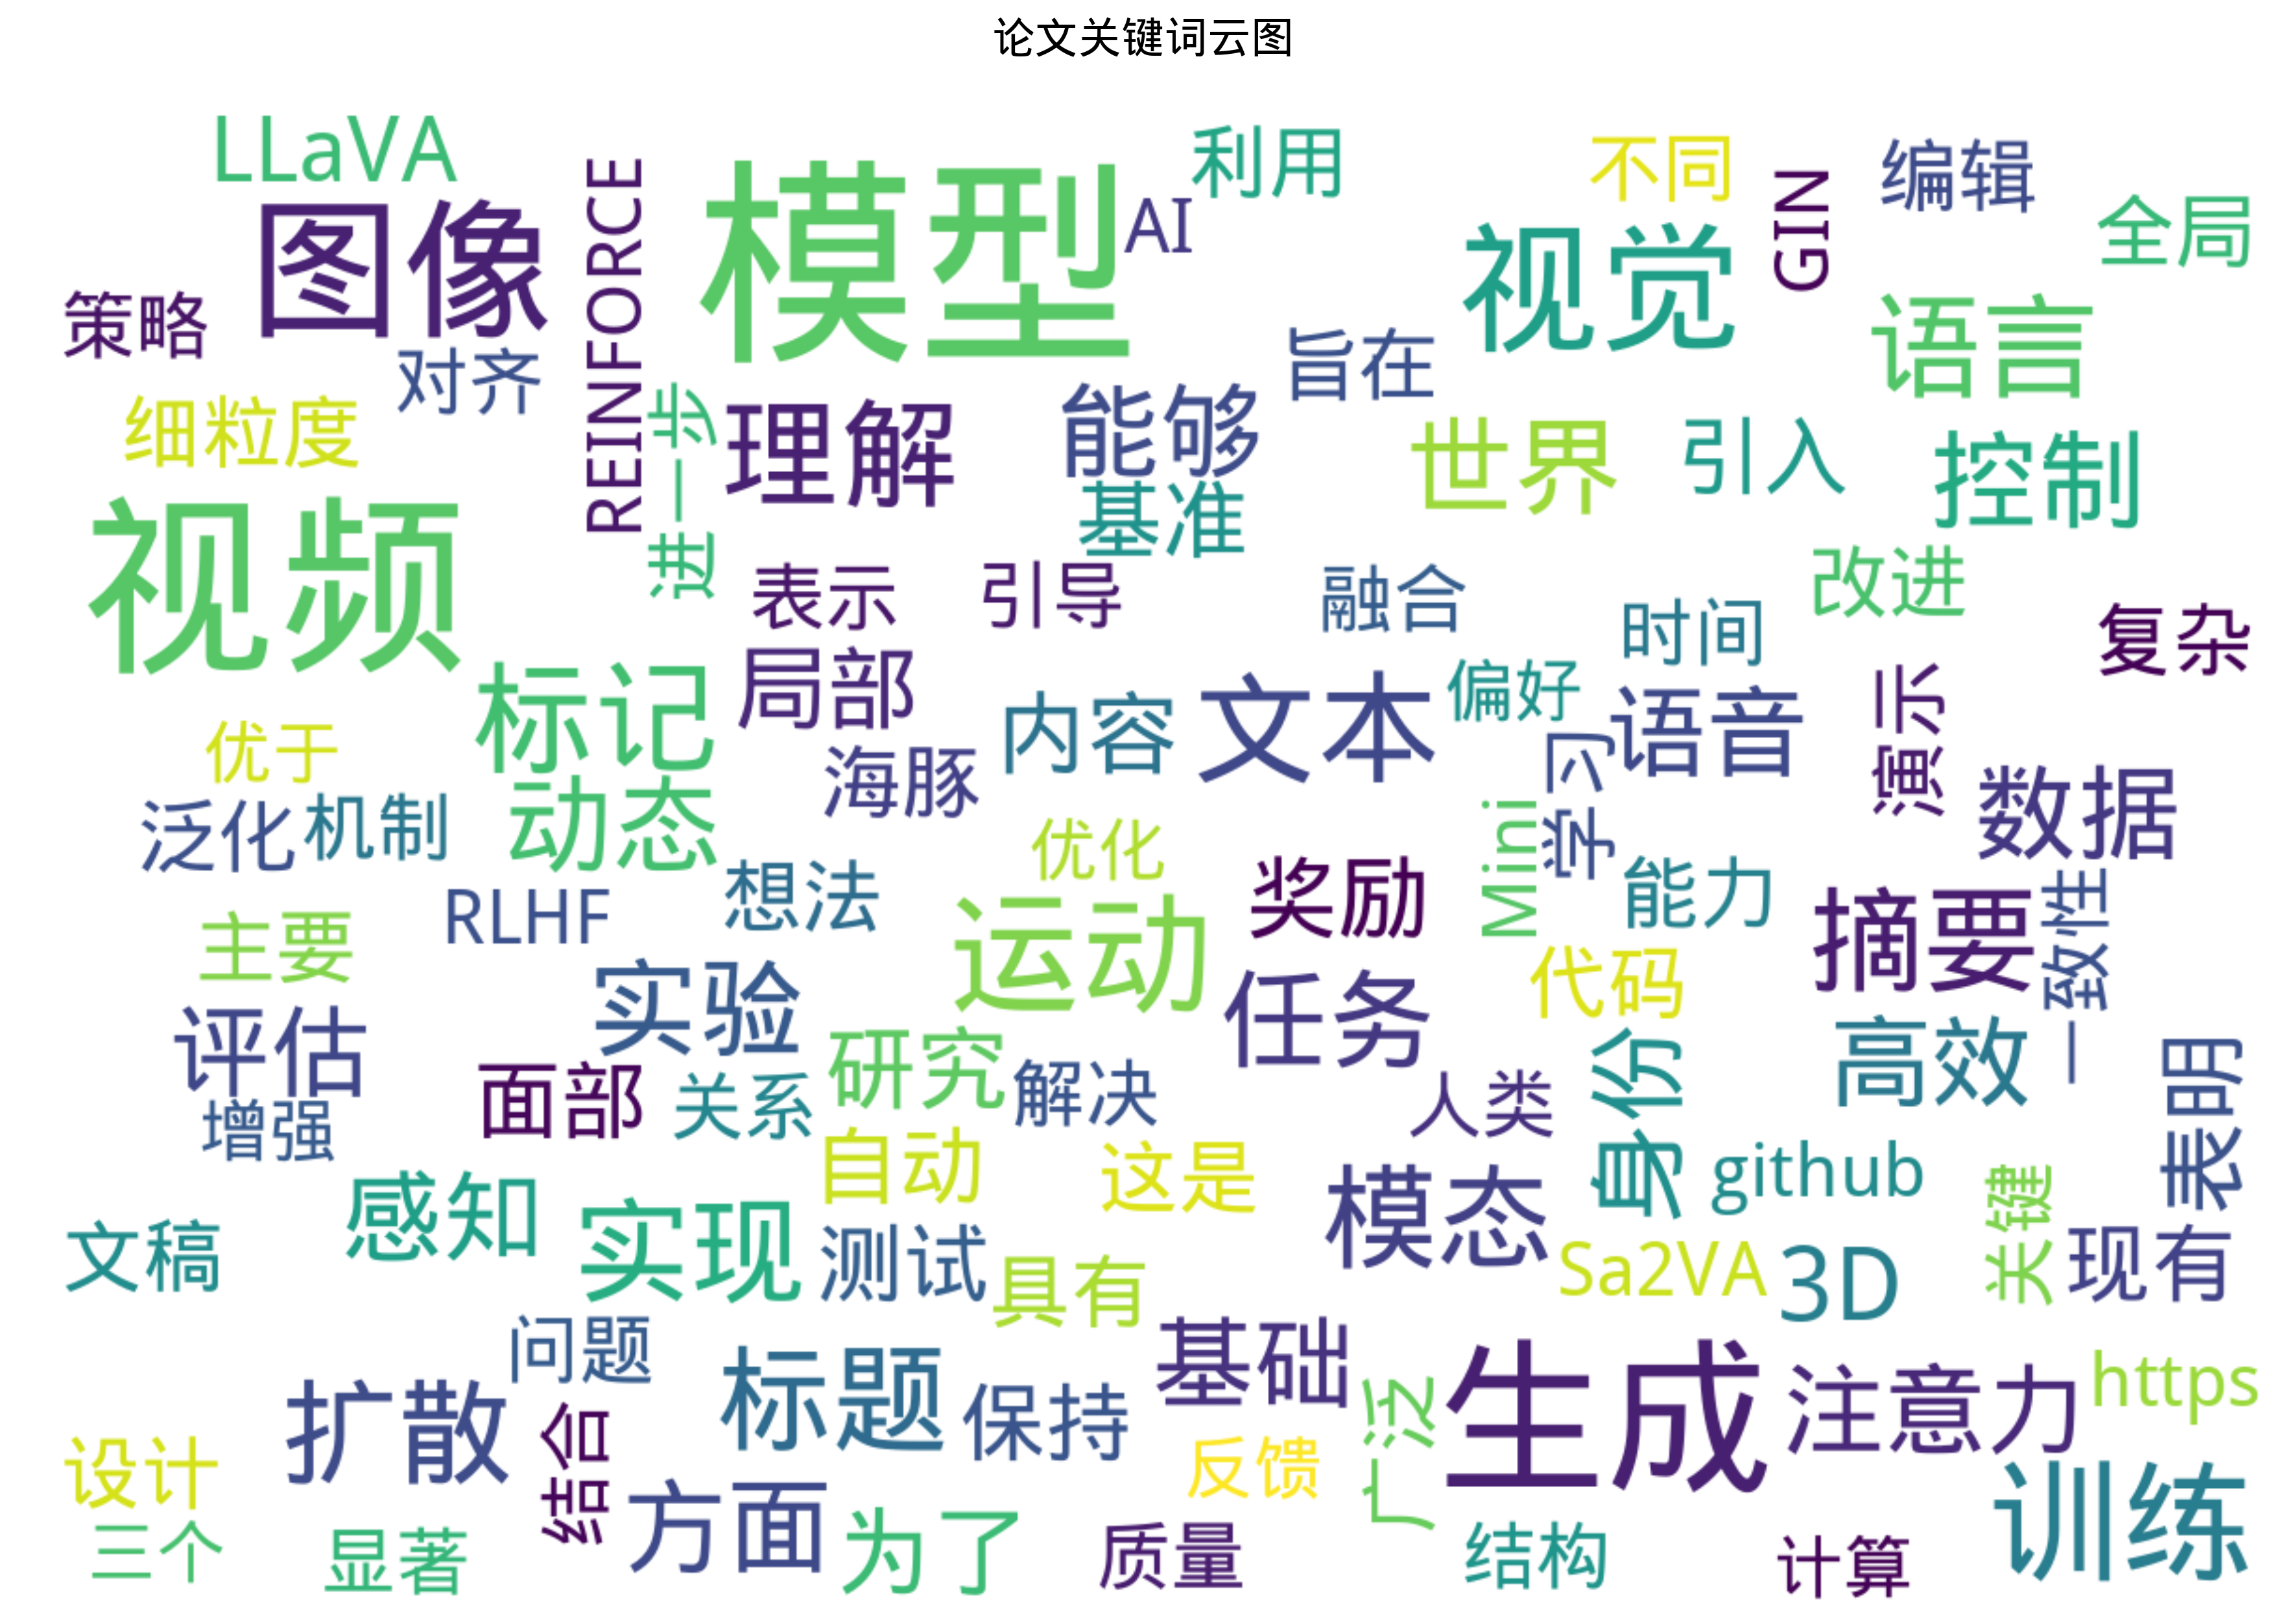 论文关键词云图
LLaVA
利用
不同
编辑
REINFORCE
模型
AI
GIN
全局
图像
视觉
策略
语言
对齐
旨在
细粒度
进一步
理解
能够
世界
引入
控制
视频
基准
改进
表示
引导
融合
时间
复杂
标记
局部
内容
文本
偏好
语音
演示
优于
海豚
学习
数据
泛化
机制
动态
优化
Mini
想法
奖励
能力
摘要
一致性
RLHF
运动
主要
实验
任务
代码
评估
研究
身份
高效
表明
面部
关系
解决
人类
增强
自动
这是
github
关键
感知
实现
模态
文稿
测试
具有
Sa2VA
3D
现有
问题
标题
基础
生成
注意力
https
扩散
保持
广泛
结合
设计
反馈
方面
训练
三个
显著
为了
质量
结构
计算